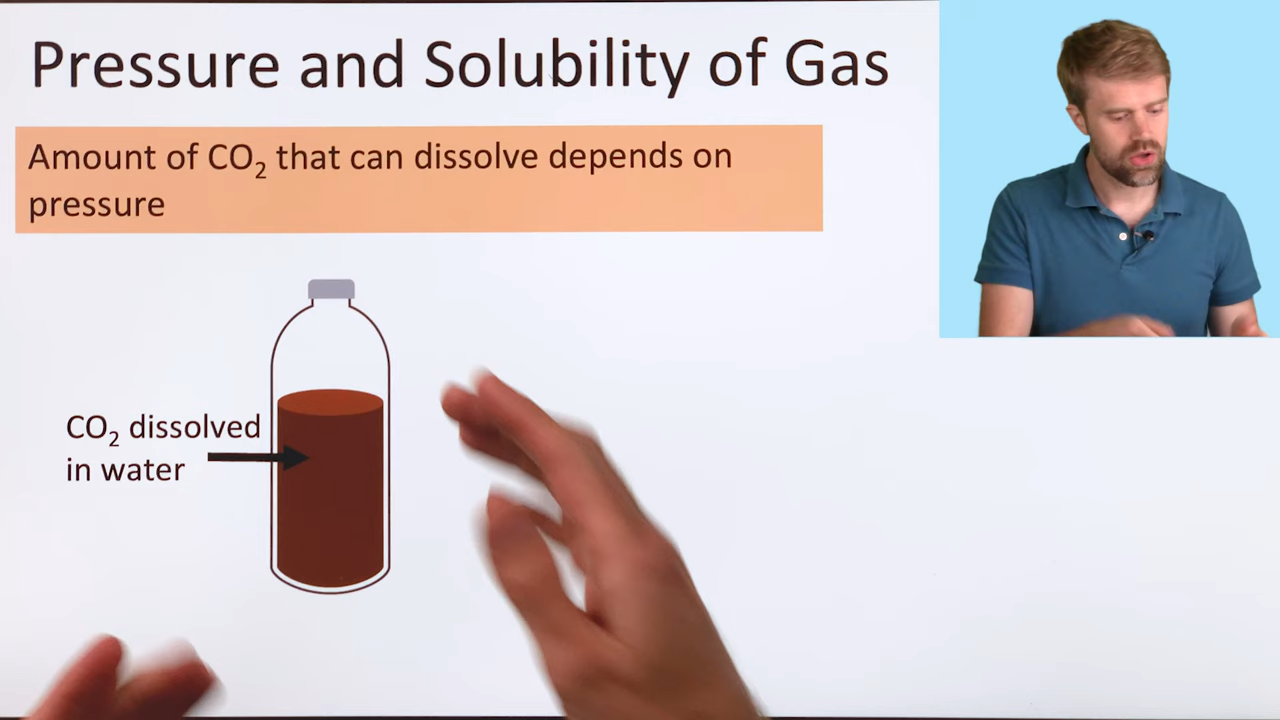 Pressure and Solubility of Gas
Amount of CO₂ that can dissolve depends on
pressure
CO₂ dissolved
in water